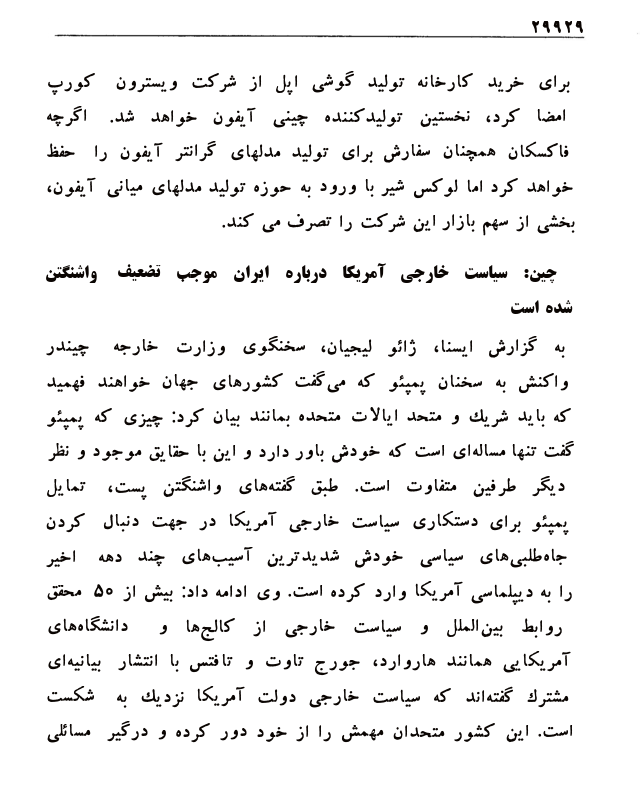 ۲۹۹۲۹
برای خرید کارخانه تولید گوشی اپل از شرکت ویسترون کورپ
امضا کرد، نخستین تولیدکننده چینی آیفون خواهد شد. اگرچه
فاکسکان همچنان سفارش برای تولید مدلهای گرانتر آیفون را حفظ
خواهد کرد اما لوکس شیر با ورود به حوزه تولید مدلهای میانی آیفون،
بخشی از سهم بازار این شرکت را تصرف می کند.
چین: سیاست خارجی آمریکا درباره ایران موجب تضعیف واشنگتن
شده است
به گزارش ایسنا، ژائو لیجیان، سخنگوی وزارت خارجه چیندر
واکنش به سخنان پمپئو که می‌گفت کشورهای جهان خواهند فهمید
که باید شریك و متحد ایالات متحده بمانند بیان کرد: چیزی که پمپئو
گفت تنها مساله‌ای است که خودش باور دارد و این با حقایق موجود و نظر
دیگر طرفین متفاوت است. طبق گفته‌های واشنگتن پست، تمایل
پمپئو برای دستکاری سیاست خارجی آمریکا در جهت دنبال کردن
جاه‌طلبی‌های سیاسی خودش شدیدترین آسیب‌های چند دهه اخیر
را به دیپلماسی آمریکا وارد کرده است. وی ادامه داد: بیش از ۵۰ محقق
روابط بین‌الملل و سیاست خارجی از کالج‌ها و دانشگاه‌های
آمریکایی همانند هاروارد، جورج تاوت و تافتس با انتشار بیانیه‌ای
مشترك گفته‌اند که سیاست خارجی دولت آمریکا نزدیك به شکست
است. این کشور متحدان مهمش را از خود دور کرده و درگیر مسائلی